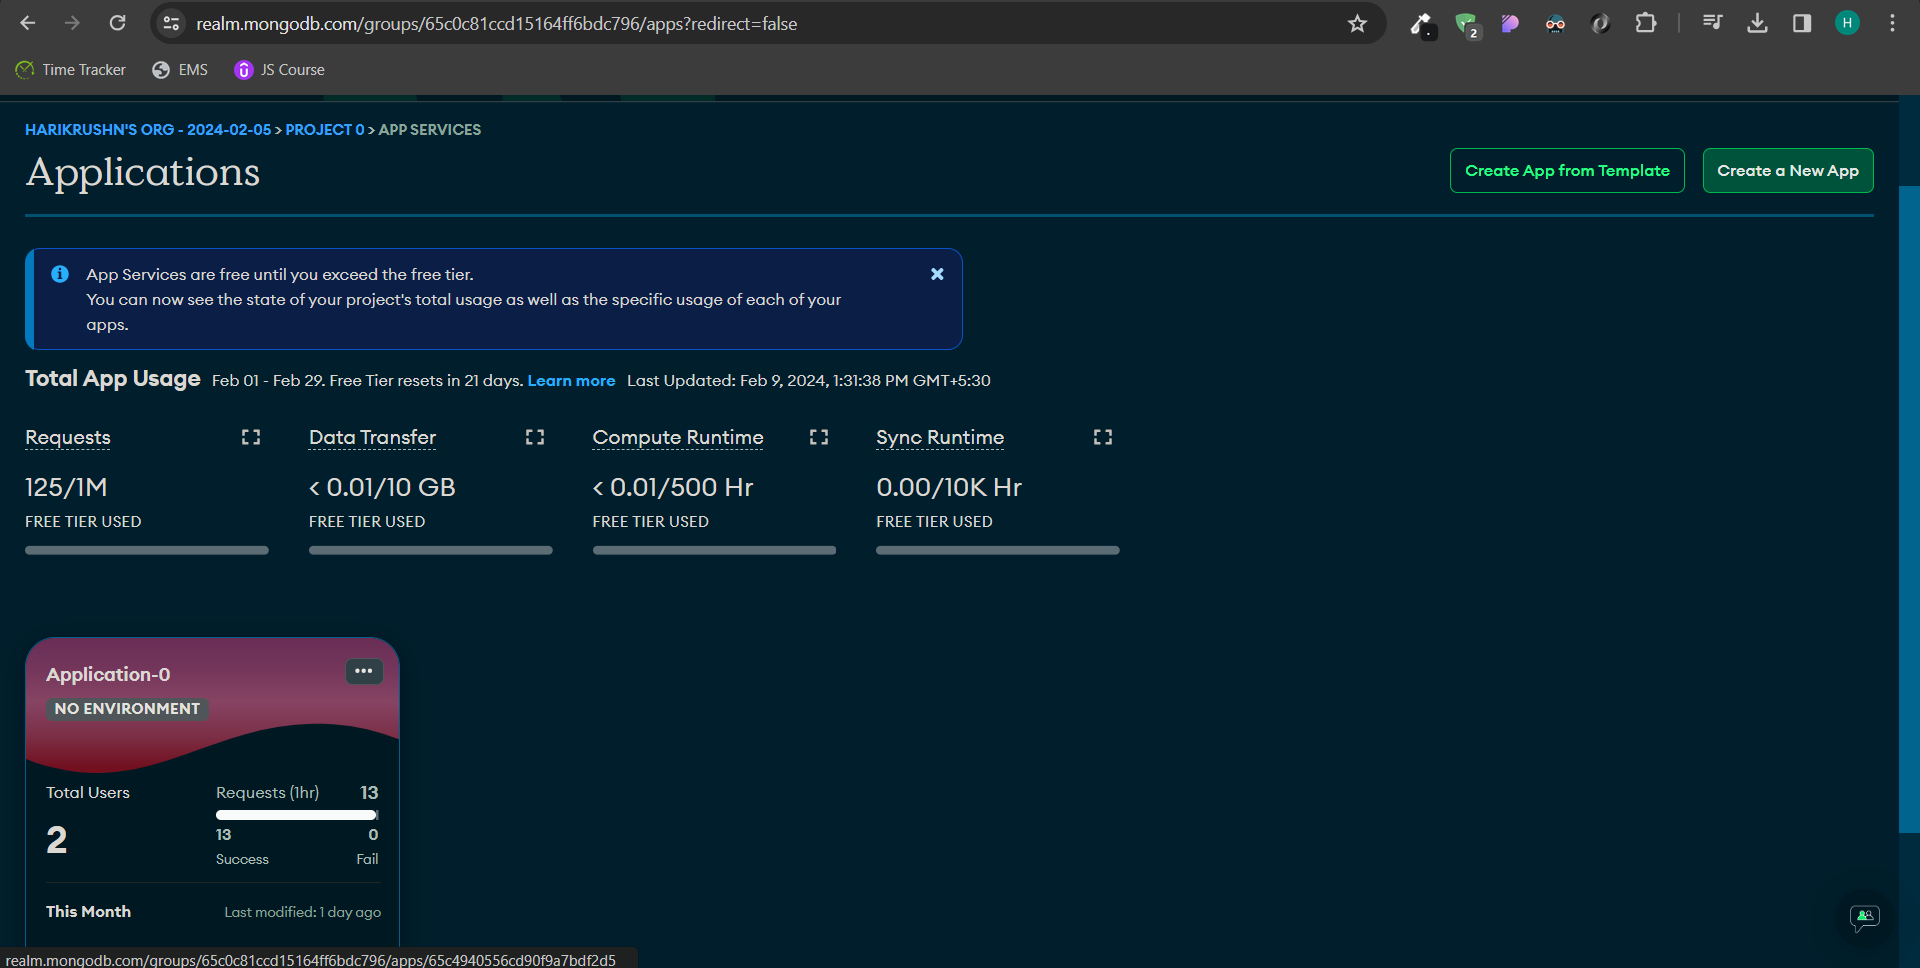 realm.mongodb.com/groups/65c0c81ccd15164ff6bdc796/apps?redirect=false
2
H
Time Tracker
EMS
JS Course
HARIKRUSHN'S ORG - 2024-02-05 > PROJECT 0 > APP SERVICES
Applications
Create App from Template
Create a New App
App Services are free until you exceed the free tier.
You can now see the state of your project's total usage as well as the specific usage of each of your
apps.
Total App Usage Feb 01 - Feb 29. Free Tier resets in 21 days. Learn more Last Updated: Feb 9, 2024, 1:31:38 PM GMT+5:30
Requests
Data Transfer
Compute Runtime
Sync Runtime
125/1M
< 0.01/10 GB
< 0.01/500 Hr
0.00/10K Hr
FREE TIER USED
FREE TIER USED
FREE TIER USED
FREE TIER USED
Application-0
NO ENVIRONMENT
Total Users
Requests (1hr) 13
2
13 0
Success Fail
This Month
Last modified: 1 day ago
realm.mongodb.com/groups/65c0c81ccd15164ff6bdc796/apps/65c4940556cd90f9a7bdf2d5